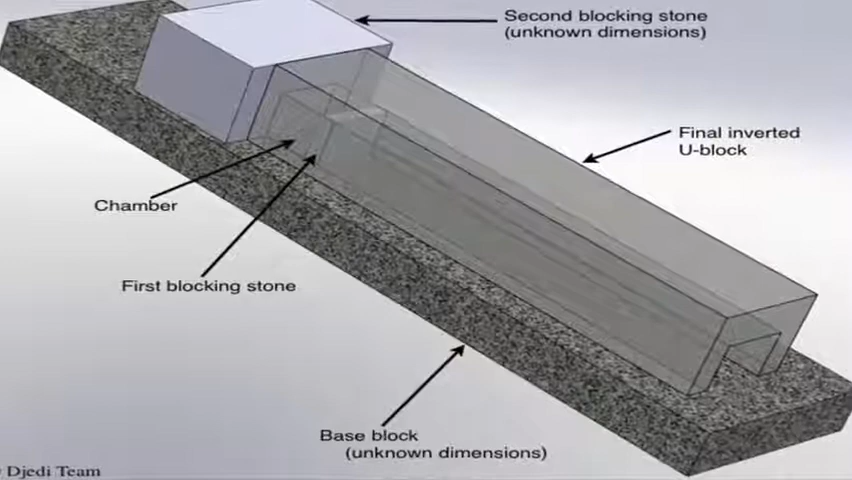 Second blocking stone
(unknown dimensions)
Final inverted
U-block
Chamber
First blocking stone
Base block
(unknown dimensions)
Djedi Team